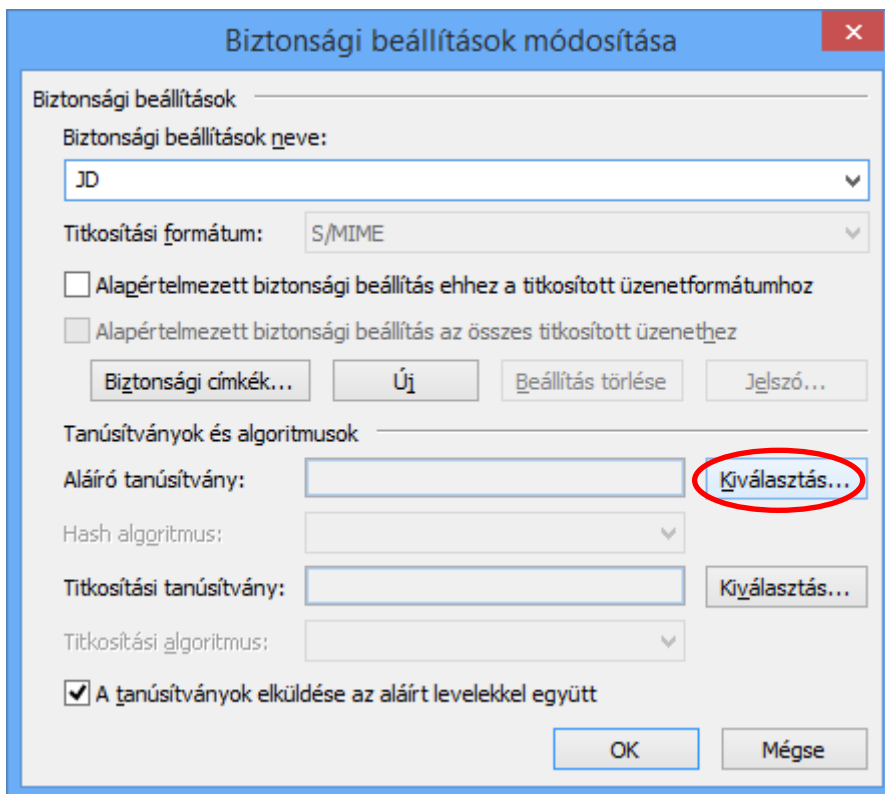 Biztonsági beállítások módosítása
Biztonsági beállítások
Biztonsági beállítások neve:
JD
Titkosítási formátum: S/MIME
Alapértelmezett biztonsági beállítás ehhez a titkosított üzenetformátumhoz
Alapértelmezett biztonsági beállítás az összes titkosított üzenethez
Biztonsági címkék... Új Beállítás törlése Jelszó...
Tanúsítványok és algoritmusok
Aláíró tanúsítvány: Kiválasztás...
Hash algoritmus:
Titkosítási tanúsítvány: Kiválasztás...
Titkosítási algoritmus:
A tanúsítványok elküldése az aláírt levelekkel együtt
OK Mégse